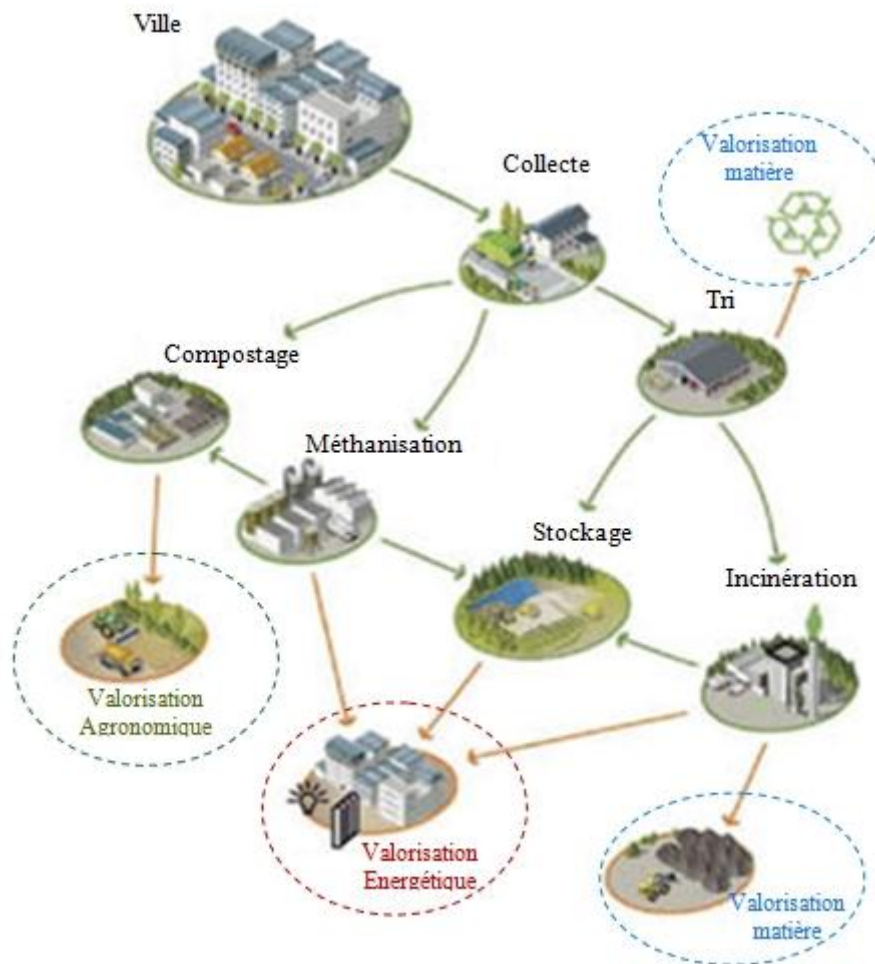 Ville
Collecte
Valorisation
matière
Tri
Compostage
Méthanisation
Stockage
Incinération
Valorisation
Agronomique
Valorisation
Energétique
Valorisation
matière